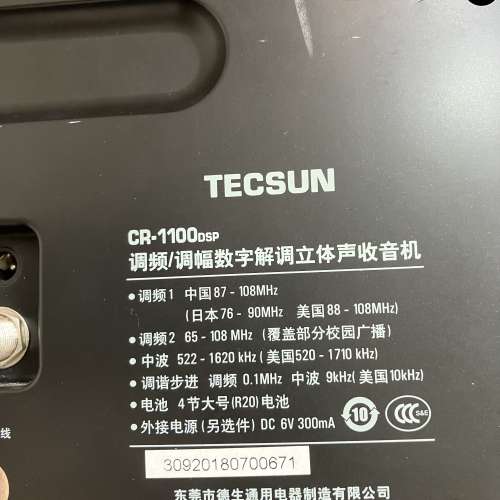 TECSUN
CR-1100DSP
调频/调幅数字解调立体声收音机
• 调频1 中国87-108MHz
(日本76-90MHz 美国88-108MHz)
• 调频2 65-108 MHz (覆盖部分校园广播)
• 中波 522-1620 kHz (美国520-1710 kHz)
• 调谐步进 调频 0.1MHz 中波 9kHz(美国10kHz)
• 电池 4节大号(R20)电池
• 外接电源 (另选件) DC 6V 300mA
10
CCC S&E
线
30920180700671
东莞市德生通用电器制造有限公司